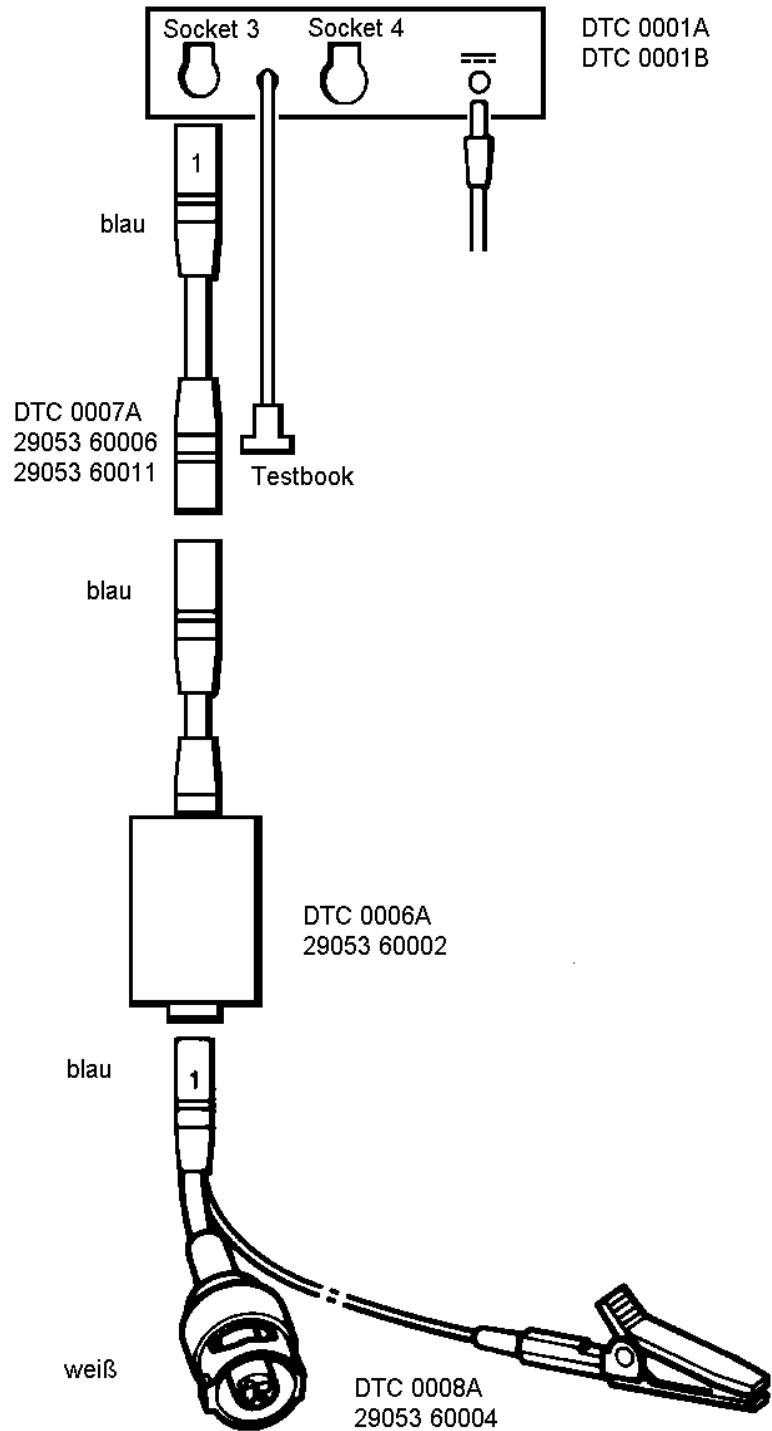 Socket 3
Socket 4
DTC 0001A
DTC 0001B
1
blau
DTC 0007A
29053 60006
29053 60011
Testbook
blau
DTC 0006A
29053 60002
blau
1
weiß
DTC 0008A
29053 60004